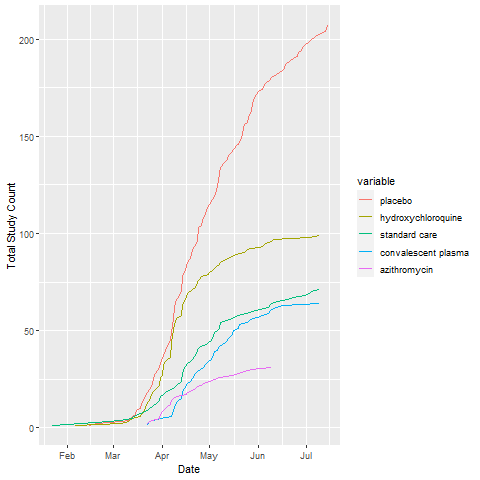 Total Study Count
200
150
100
50
0
Feb Mar Apr May Jun Jul
Date
variable
placebo
hydroxychloroquine
standard care
convalescent plasma
azithromycin